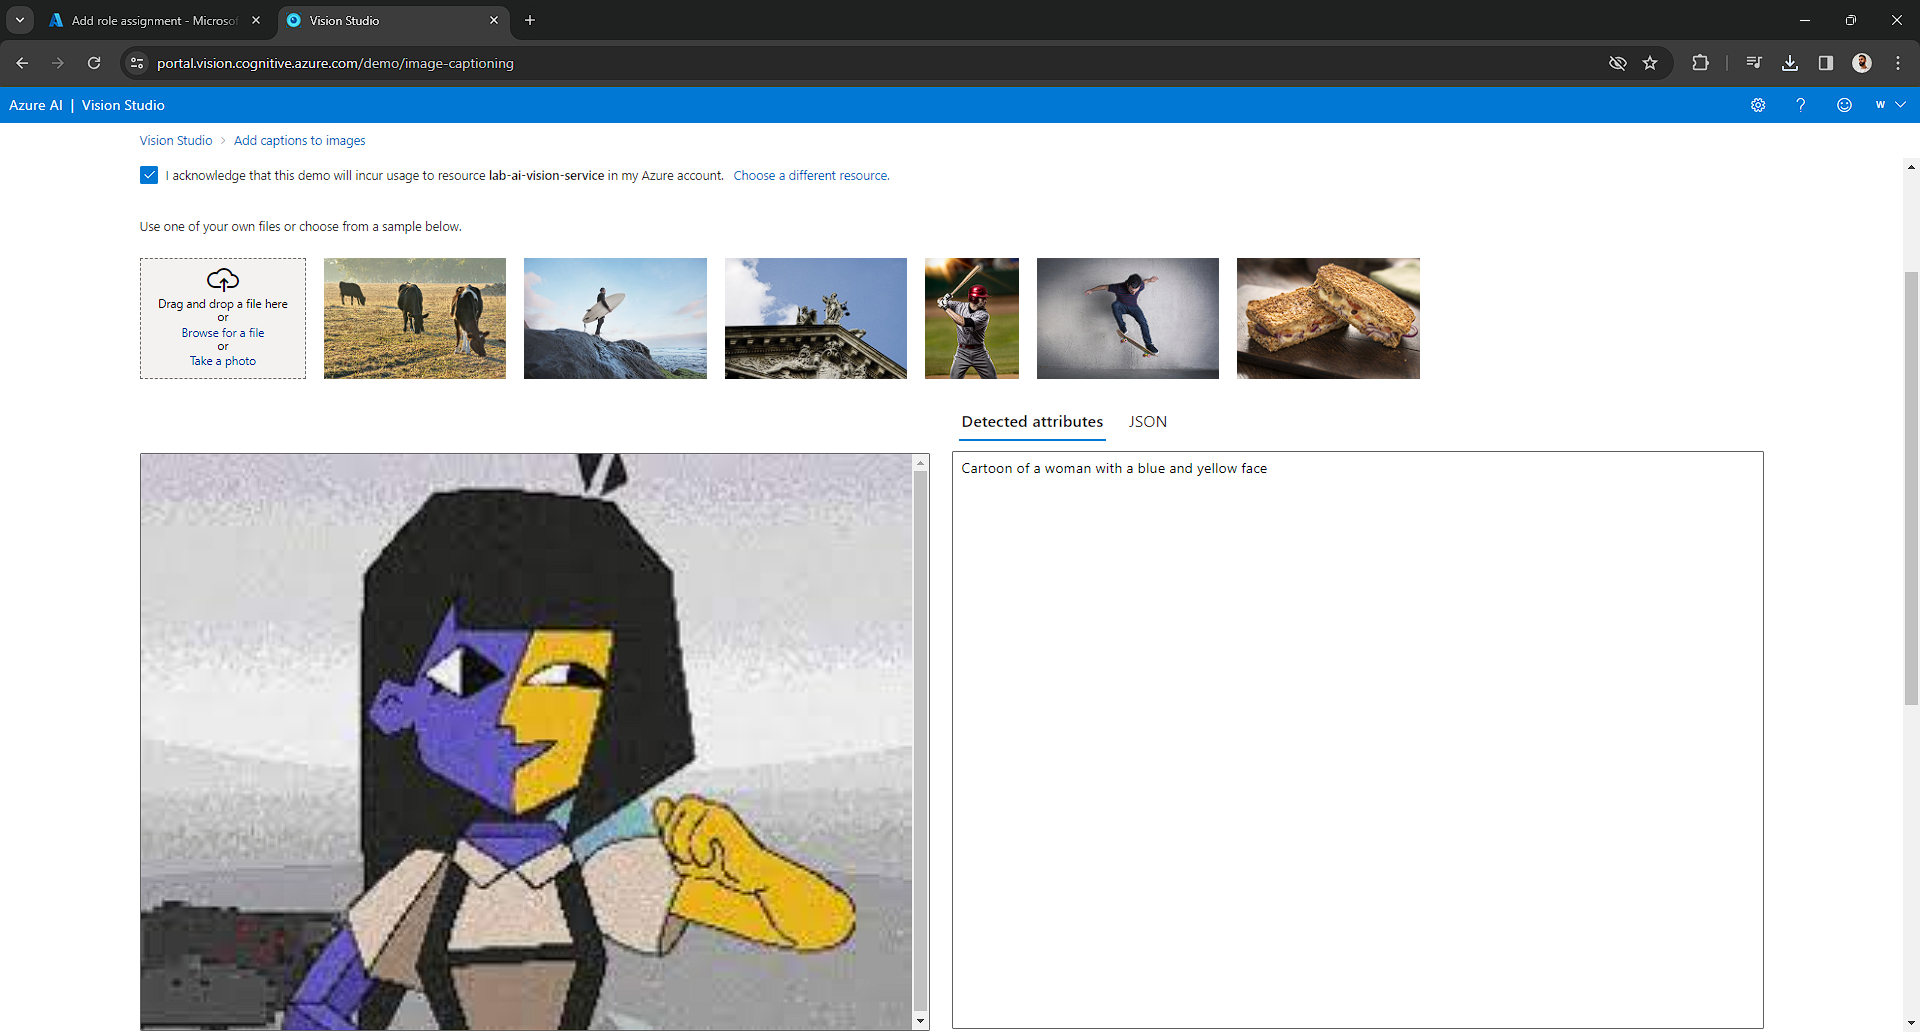 Add role assignment - Microsof
Vision Studio
portal.vision.cognitive.azure.com/demo/image-captioning
Azure AI | Vision Studio
W
Vision Studio > Add captions to images
I acknowledge that this demo will incur usage to resource lab-ai-vision-service in my Azure account. Choose a different resource.
Use one of your own files or choose from a sample below.
Drag and drop a file here
or
Browse for a file
or
Take a photo
Detected attributes JSON
Cartoon of a woman with a blue and yellow face